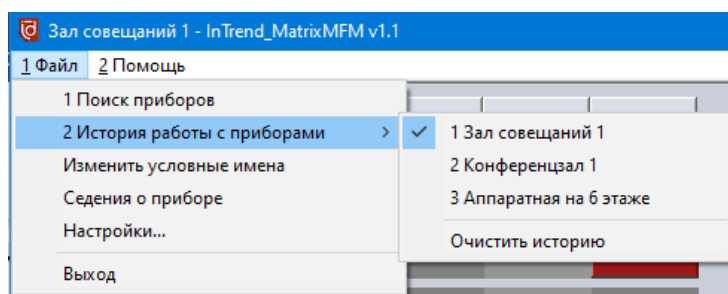 Зал совещаний 1 - InTrend_MatrixMFM v1.1
1 Файл 2 Помощь
1 Поиск приборов
2 История работы с приборами
Изменить условные имена
Седения о приборе
Настройки...
Выход
1 Зал совещаний 1
2 Конференцзал 1
3 Аппаратная на 6 этаже
Очистить историю